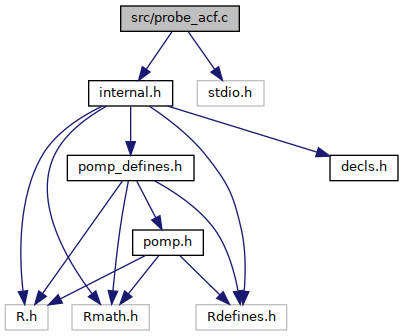 src/probe_acf.c
internal.h
stdio.h
pomp_defines.h
decls.h
pomp.h
R.h
Rmath.h
Rdefines.h